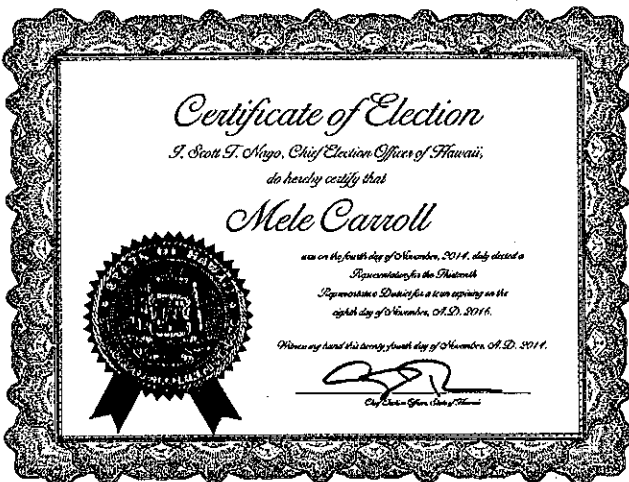 Certificate of Election
I, Scott T. Nago, Chief Election Officer of Hawaii,
do hereby certify that
Mele Carroll
was on the fourth day of November, 2014, duly elected a
Representative for the Thirteenth
Representative District for a term expiring on the
eighth day of November, A.D. 2016.
Witness my hand this twenty fourth day of November, A.D. 2014.
Chief Election Officer, State of Hawaii
STATE OF HAWAII